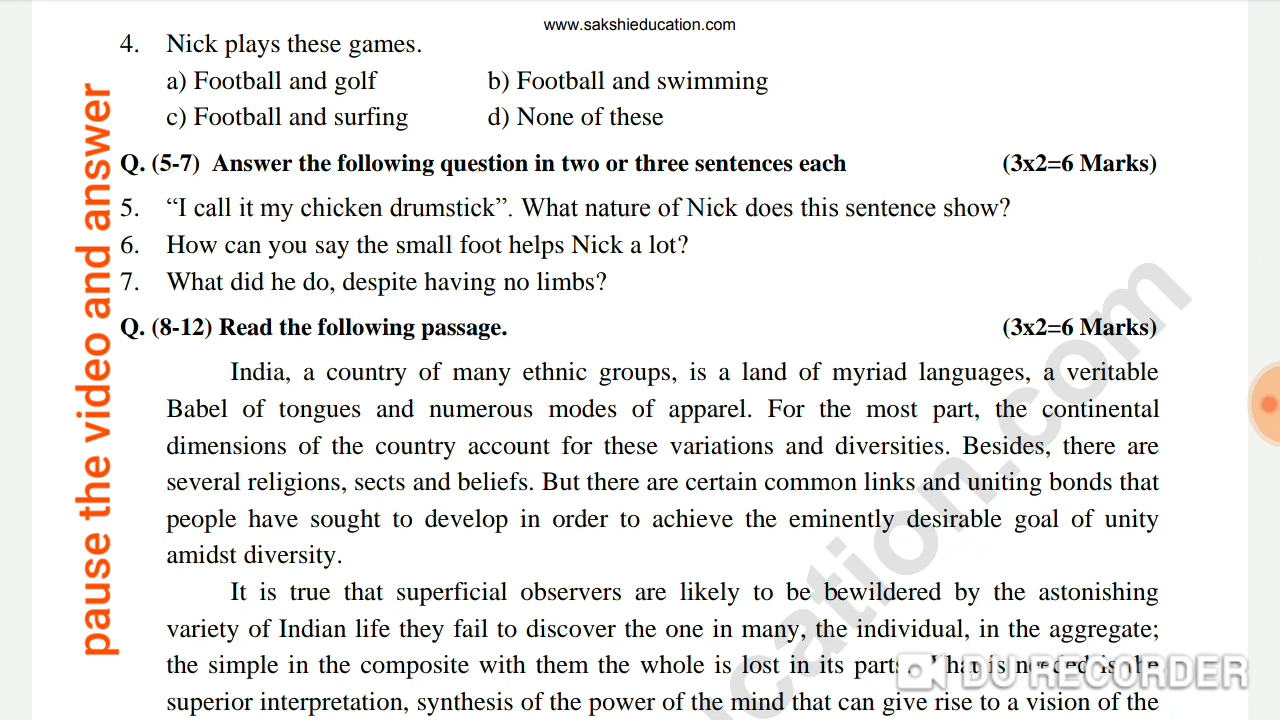 www.sakshieducation.com
4. Nick plays these games.
a) Football and golf b) Football and swimming
c) Football and surfing d) None of these
Q. (5-7) Answer the following question in two or three sentences each (3x2=6 Marks)
5. “I call it my chicken drumstick”. What nature of Nick does this sentence show?
6. How can you say the small foot helps Nick a lot?
7. What did he do, despite having no limbs?
Q. (8-12) Read the following passage. (3x2=6 Marks)
India, a country of many ethnic groups, is a land of myriad languages, a veritable
Babel of tongues and numerous modes of apparel. For the most part, the continental
dimensions of the country account for these variations and diversities. Besides, there are
several religions, sects and beliefs. But there are certain common links and uniting bonds that
people have sought to develop in order to achieve the eminently desirable goal of unity
amidst diversity.
It is true that superficial observers are likely to be bewildered by the astonishing
variety of Indian life they fail to discover the one in many, the individual, in the aggregate;
the simple in the composite with them the whole is lost in its parts. What is needed is the
superior interpretation, synthesis of the power of the mind that can give rise to a vision of the
pause the video and answer
ucation.com
DU RECORDER